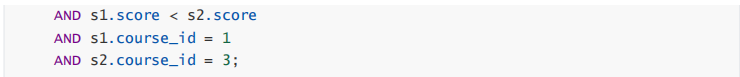 AND s1.score < s2.score
AND s1.course_id = 1
AND s2.course_id = 3;